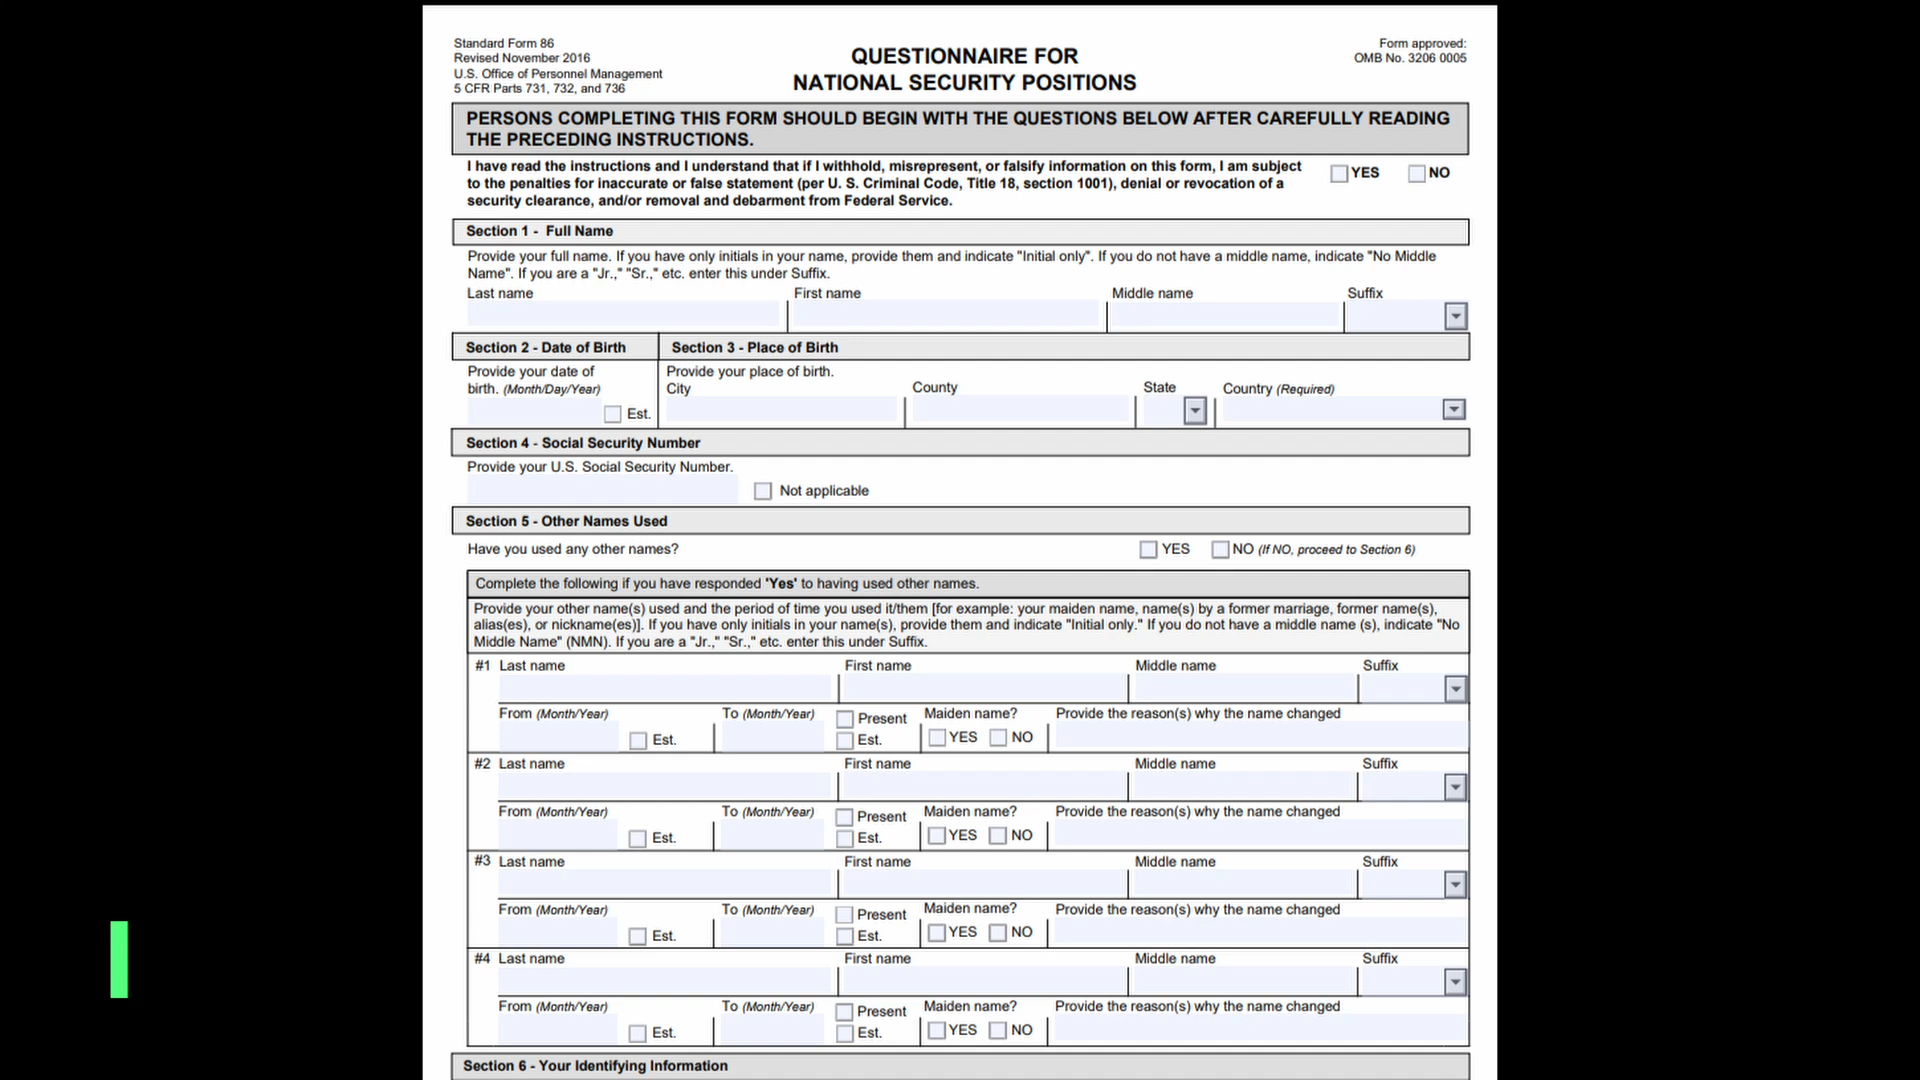 Standard Form 86
Revised November 2016
U.S. Office of Personnel Management
5 CFR Parts 731, 732, and 736
QUESTIONNAIRE FOR
NATIONAL SECURITY POSITIONS
Form approved:
OMB No. 3206 0005
PERSONS COMPLETING THIS FORM SHOULD BEGIN WITH THE QUESTIONS BELOW AFTER CAREFULLY READING
THE PRECEDING INSTRUCTIONS.
I have read the instructions and I understand that if I withhold, misrepresent, or falsify information on this form, I am subject
to the penalties for inaccurate or false statement (per U. S. Criminal Code, Title 18, section 1001), denial or revocation of a
security clearance, and/or removal and debarment from Federal Service.
YES NO
Section 1 - Full Name
Provide your full name. If you have only initials in your name, provide them and indicate "Initial only". If you do not have a middle name, indicate "No Middle
Name". If you are a "Jr.," "Sr.," etc. enter this under Suffix.
Last name First name Middle name Suffix
Section 2 - Date of Birth Section 3 - Place of Birth
Provide your date of
birth. (Month/Day/Year)
Est.
Provide your place of birth.
City County State Country (Required)
Section 4 - Social Security Number
Provide your U.S. Social Security Number.
Not applicable
Section 5 - Other Names Used
Have you used any other names? YES NO (If NO, proceed to Section 6)
Complete the following if you have responded 'Yes' to having used other names.
Provide your other name(s) used and the period of time you used it/them [for example: your maiden name, name(s) by a former marriage, former name(s),
alias(es), or nickname(es)]. If you have only initials in your name(s), provide them and indicate "Initial only." If you do not have a middle name (s), indicate "No
Middle Name" (NMN). If you are a "Jr.," "Sr.," etc. enter this under Suffix.
#1 Last name First name Middle name Suffix
From (Month/Year) To (Month/Year) Present Maiden name? Provide the reason(s) why the name changed
Est. Est. YES NO
#2 Last name First name Middle name Suffix
From (Month/Year) To (Month/Year) Present Maiden name? Provide the reason(s) why the name changed
Est. Est. YES NO
#3 Last name First name Middle name Suffix
From (Month/Year) To (Month/Year) Present Maiden name? Provide the reason(s) why the name changed
Est. Est. YES NO
#4 Last name First name Middle name Suffix
From (Month/Year) To (Month/Year) Present Maiden name? Provide the reason(s) why the name changed
Est. Est. YES NO
Section 6 - Your Identifying Information